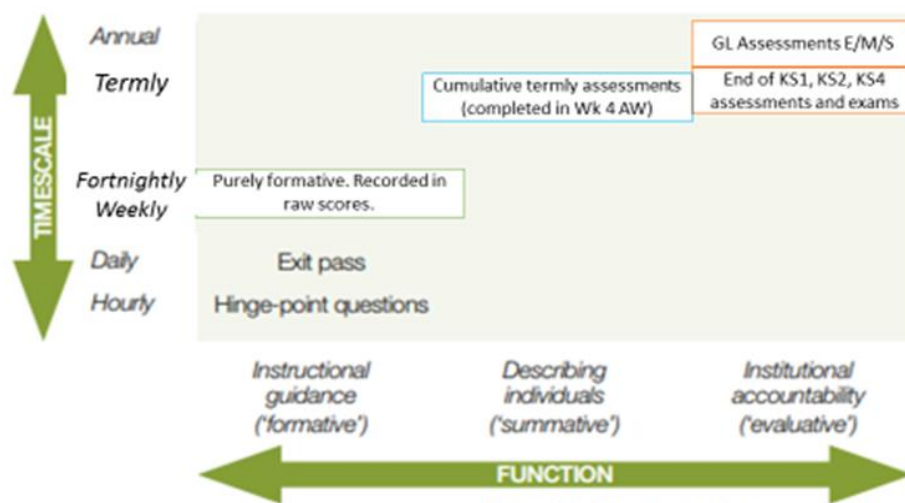 Annual
GL Assessments E/M/S
Termly
Cumulative termly assessments
(completed in Wk 4 AW)
End of KS1, KS2, KS4
assessments and exams
TIMESCALE
Fortnightly
Weekly
Purely formative. Recorded in
raw scores.
Daily
Exit pass
Hourly
Hinge-point questions
Instructional
guidance
('formative')
Describing
individuals
('summative')
Institutional
accountability
('evaluative')
FUNCTION